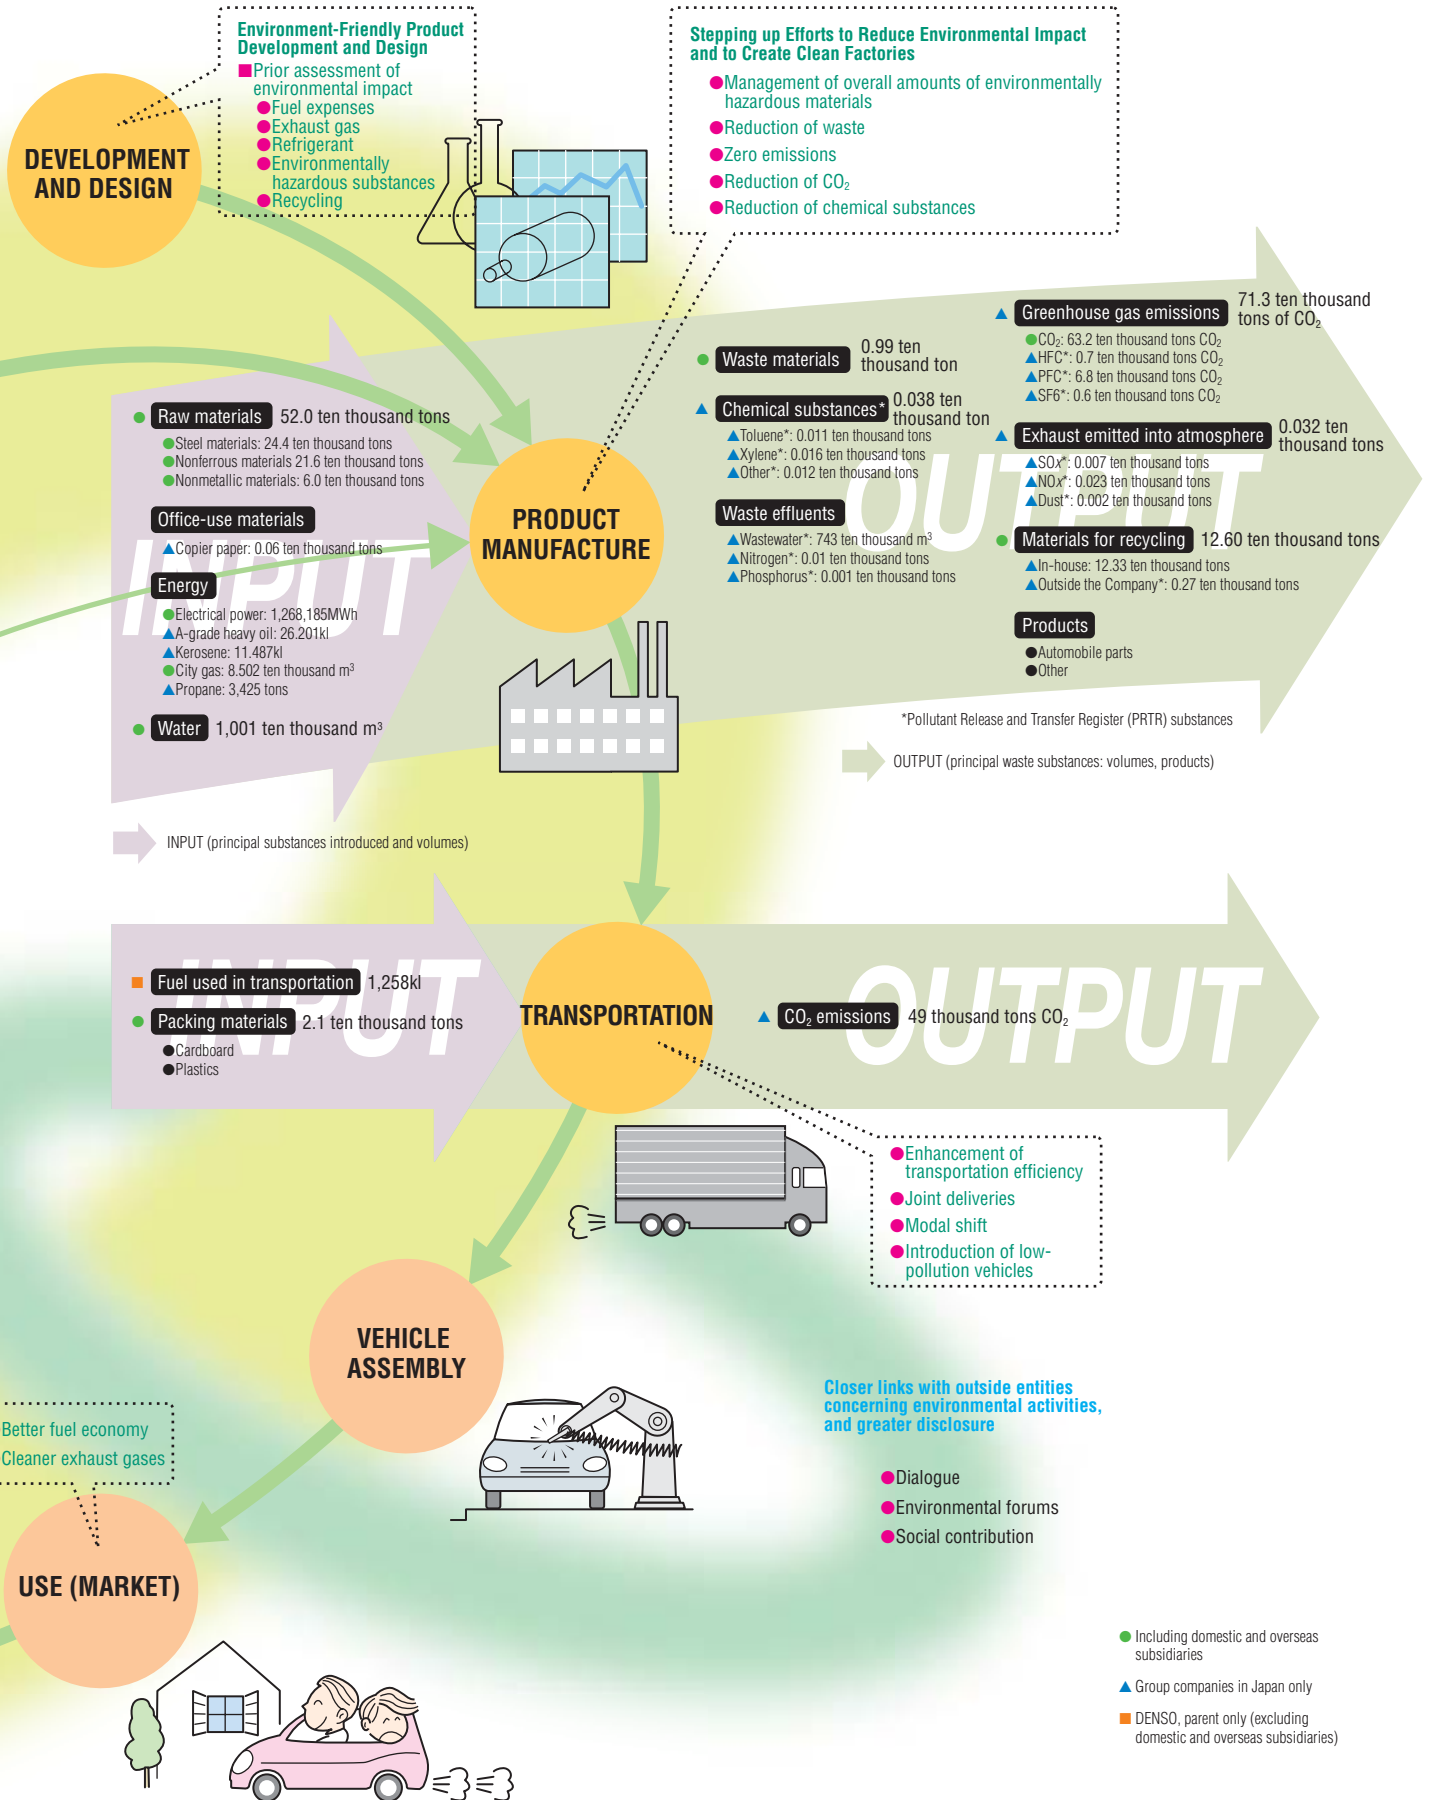 Environment-Friendly Product
Development and Design
■Prior assessment of
environmental impact
●Fuel expenses
●Exhaust gas
●Refrigerant
●Environmentally
hazardous substances
●Recycling
Stepping up Efforts to Reduce Environmental Impact
and to Create Clean Factories
●Management of overall amounts of environmentally
hazardous materials
●Reduction of waste
●Zero emissions
●Reduction of CO₂
●Reduction of chemical substances
DEVELOPMENT
AND DESIGN
INPUT
● Raw materials 52.0 ten thousand tons
●Steel materials: 24.4 ten thousand tons
●Nonferrous materials 21.6 ten thousand tons
●Nonmetallic materials: 6.0 ten thousand tons
Office-use materials
▲Copier paper: 0.06 ten thousand tons
Energy
●Electrical power: 1,268,185MWh
▲A-grade heavy oil: 26.201kl
▲Kerosene: 11.487kl
●City gas: 8.502 ten thousand m³
▲Propane: 3,425 tons
● Water 1,001 ten thousand m³
PRODUCT
MANUFACTURE
OUTPUT
● Waste materials 0.99 ten
thousand ton
▲ Chemical substances* 0.038 ten
thousand ton
▲Toluene*: 0.011 ten thousand tons
▲Xylene*: 0.016 ten thousand tons
▲Other*: 0.012 ten thousand tons
Waste effluents
▲Wastewater*: 743 ten thousand m³
▲Nitrogen*: 0.01 ten thousand tons
▲Phosphorus*: 0.001 ten thousand tons
▲ Greenhouse gas emissions 71.3 ten thousand
tons of CO₂
●CO₂: 63.2 ten thousand tons CO₂
▲HFC*: 0.7 ten thousand tons CO₂
▲PFC*: 6.8 ten thousand tons CO₂
▲SF6*: 0.6 ten thousand tons CO₂
▲ Exhaust emitted into atmosphere 0.032 ten
thousand tons
▲SOx*: 0.007 ten thousand tons
▲NOx*: 0.023 ten thousand tons
▲Dust*: 0.002 ten thousand tons
● Materials for recycling 12.60 ten thousand tons
▲In-house: 12.33 ten thousand tons
▲Outside the Company*: 0.27 ten thousand tons
Products
●Automobile parts
●Other
*Pollutant Release and Transfer Register (PRTR) substances
OUTPUT (principal waste substances: volumes, products)
INPUT (principal substances introduced and volumes)
INPUT
■ Fuel used in transportation 1,258kl
● Packing materials 2.1 ten thousand tons
●Cardboard
●Plastics
TRANSPORTATION
OUTPUT
▲ CO₂ emissions 49 thousand tons CO₂
●Enhancement of
transportation efficiency
●Joint deliveries
●Modal shift
●Introduction of low-
pollution vehicles
VEHICLE
ASSEMBLY
Closer links with outside entities
concerning environmental activities,
and greater disclosure
●Dialogue
●Environmental forums
●Social contribution
Better fuel economy
Cleaner exhaust gases
USE (MARKET)
● Including domestic and overseas
subsidiaries
▲ Group companies in Japan only
■ DENSO, parent only (excluding
domestic and overseas subsidiaries)